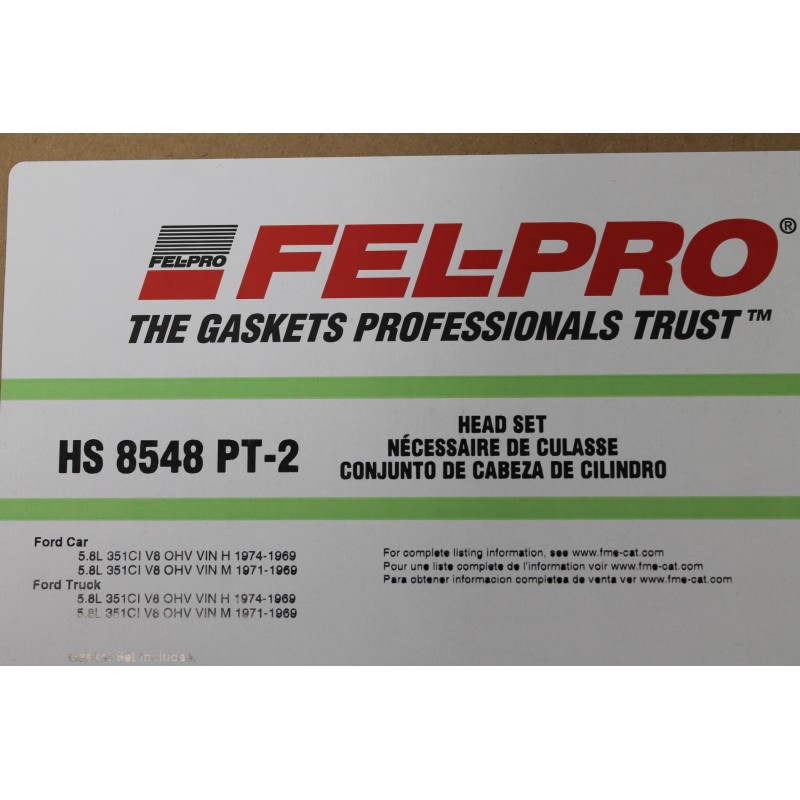 FEL-PRO
FEL-PRO®
THE GASKETS PROFESSIONALS TRUST™
HS 8548 PT-2
HEAD SET
NÉCESSAIRE DE CULASSE
CONJUNTO DE CABEZA DE CILINDRO
Ford Car
5.8L 351CI V8 OHV VIN H 1974-1969
5.8L 351CI V8 OHV VIN M 1971-1969
Ford Truck
5.8L 351CI V8 OHV VIN H 1974-1969
5.8L 351CI V8 OHV VIN M 1971-1969
For complete listing information, see www.fme-cat.com
Pour une liste complete de l'information voir www.fme-cat.com
Para obtener informacion completea de venta ver www.fme-cat.com
Set Includes